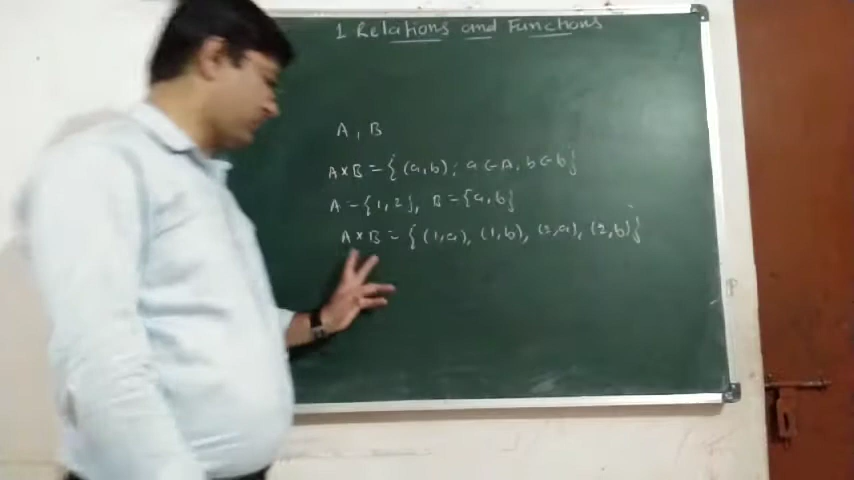 1 Relations and Functions
A, B
A×B = {(a,b); a ∈ A, b ∈ b}
A = {1,2}, B = {a,b}
A×B = {(1,a), (1,b), (2,a), (2,b)}